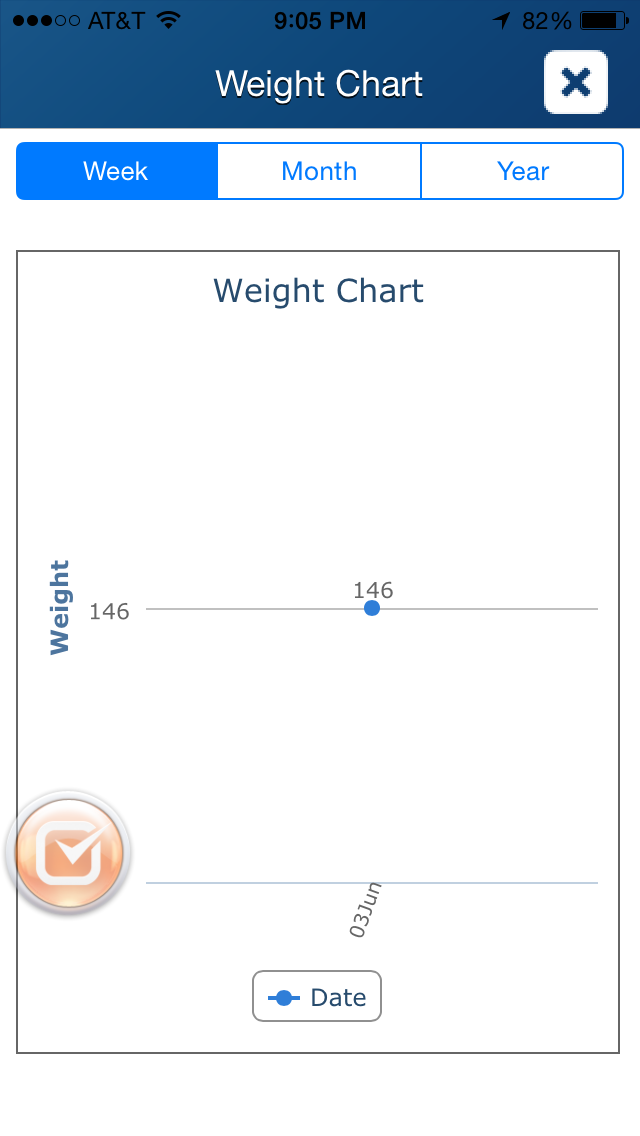 AT&T 9:05 PM 82%
Weight Chart
Week Month Year
Weight Chart
146
Weight
146
03Jun
Date